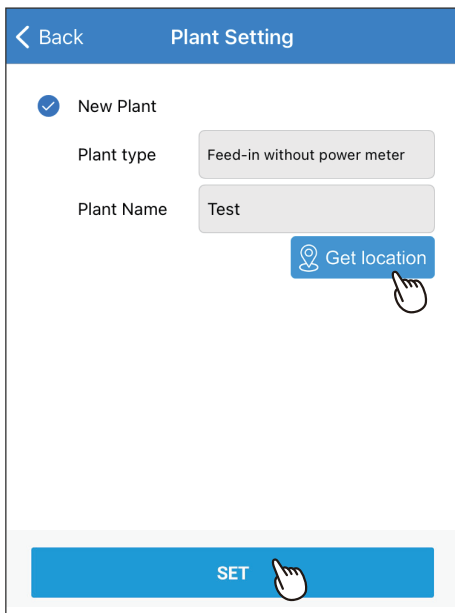 Back Plant Setting
New Plant
Plant type Feed-in without power meter
Plant Name Test
Get location
SET